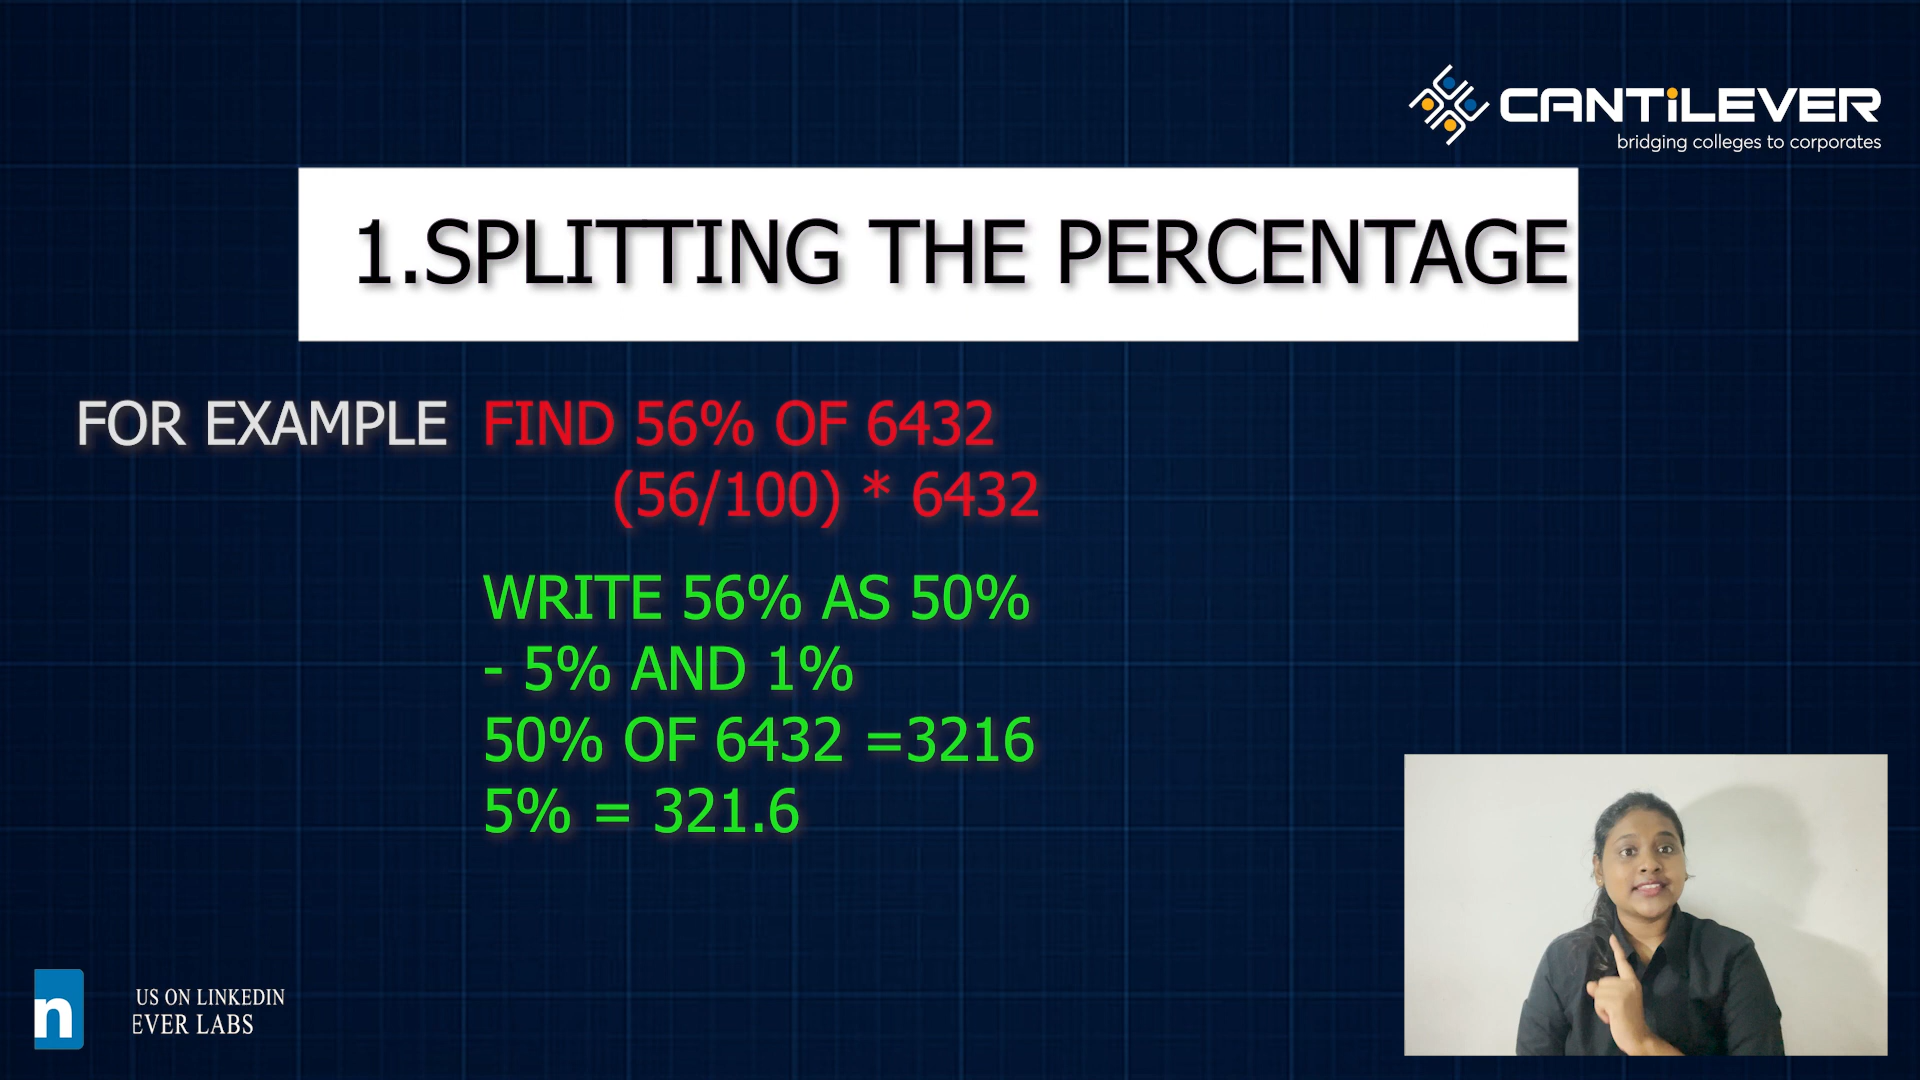 CANTiLEVER
bridging colleges to corporates
1.SPLITTING THE PERCENTAGE
FOR EXAMPLE FIND 56% OF 6432
(56/100) * 6432
WRITE 56% AS 50%
- 5% AND 1%
50% OF 6432 =3216
5% = 321.6
n
US ON LINKEDIN
EVER LABS